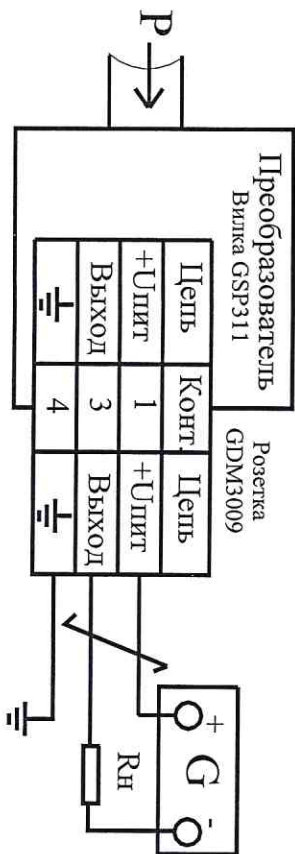 P
Преобразователь
Вилка GSP311
Розетка
GDM3009
Цепь Конт. Цепь
+Uпит 1 +Uпит
Выход 3 Выход
4
+ G -
Rн